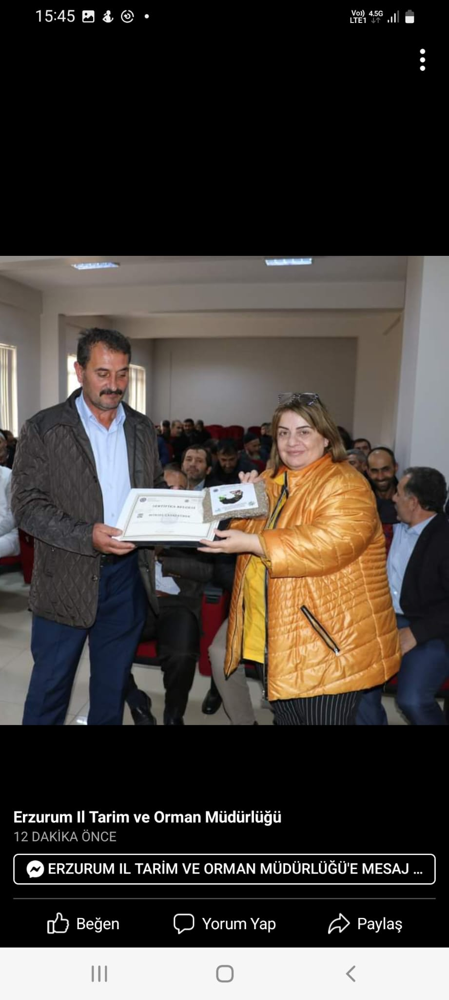 15:45
Vo)) 4.5G
LTE1
SERTİFİKA BELGESİ
Erzurum Il Tarim ve Orman Müdürlüğü
12 DAKİKA ÖNCE
ERZURUM IL TARİM VE ORMAN MÜDÜRLÜĞÜ'E MESAJ ...
Beğen Yorum Yap Paylaş